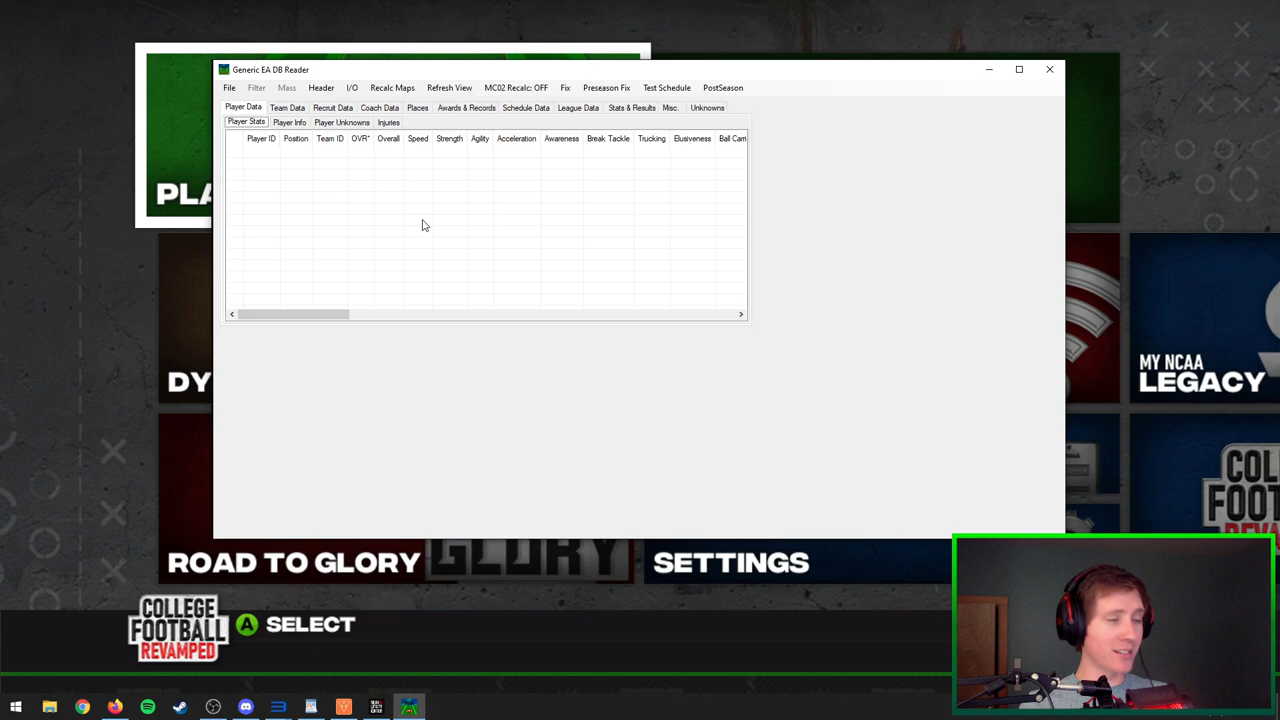 Generic EA DB Reader
File Filter Mass Header I/O Recalc Maps Refresh View MC02 Recalc: OFF Fix Preseason Fix Test Schedule PostSeason
Player Data Team Data Recruit Data Coach Data Places Awards & Records Schedule Data League Data Stats & Results Misc. Unknowns
Player Stats Player Info Player Unknowns Injuries
Player ID Position Team ID OVR* Overall Speed Strength Agility Acceleration Awareness Break Tackle Trucking Elusiveness Ball Carri
PLA
DY
MY NCAA
LEGACY
COL
FOO
REVA
ROAD TO GLORY
GLORY
SETTINGS
COLLEGE
FOOTBALL
REVAMPED
A SELECT